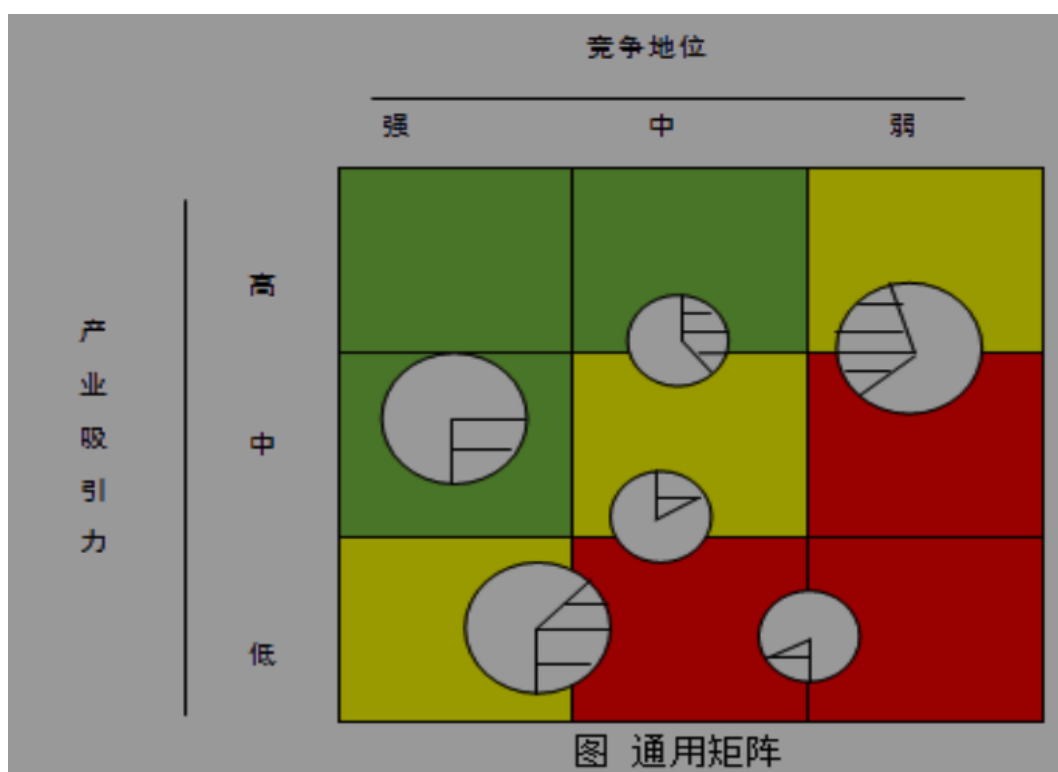 竞争地位
强 中 弱
高
产业吸引力
中
低
图 通用矩阵